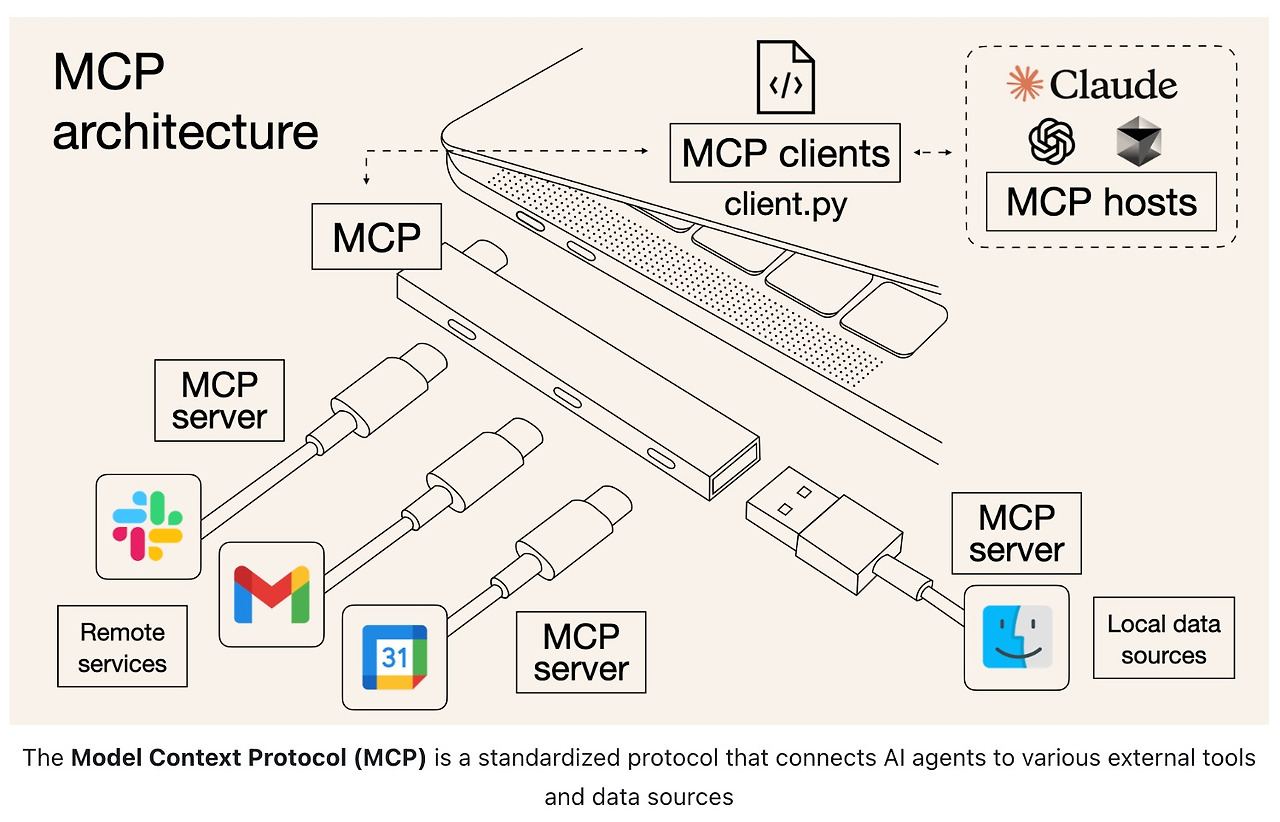 MCP
architecture
MCP clients
client.py
Claude
MCP hosts
MCP
MCP
server
Remote
services
31
MCP
server
MCP
server
Local data
sources
The Model Context Protocol (MCP) is a standardized protocol that connects AI agents to various external tools
and data sources